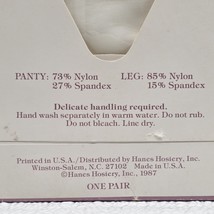 PANTY: 73% Nylon LEG: 85% Nylon
27% Spandex 15% Spandex
Delicate handling required.
Hand wash separately in warm water. Do not rub.
Do not bleach. Line dry.
Printed in U.S.A./Distributed by Hanes Hosiery, Inc.
Winston-Salem, N.C. 27102 Made in U.S.A.
©Hanes Hosiery, Inc., 1987
ONE PAIR